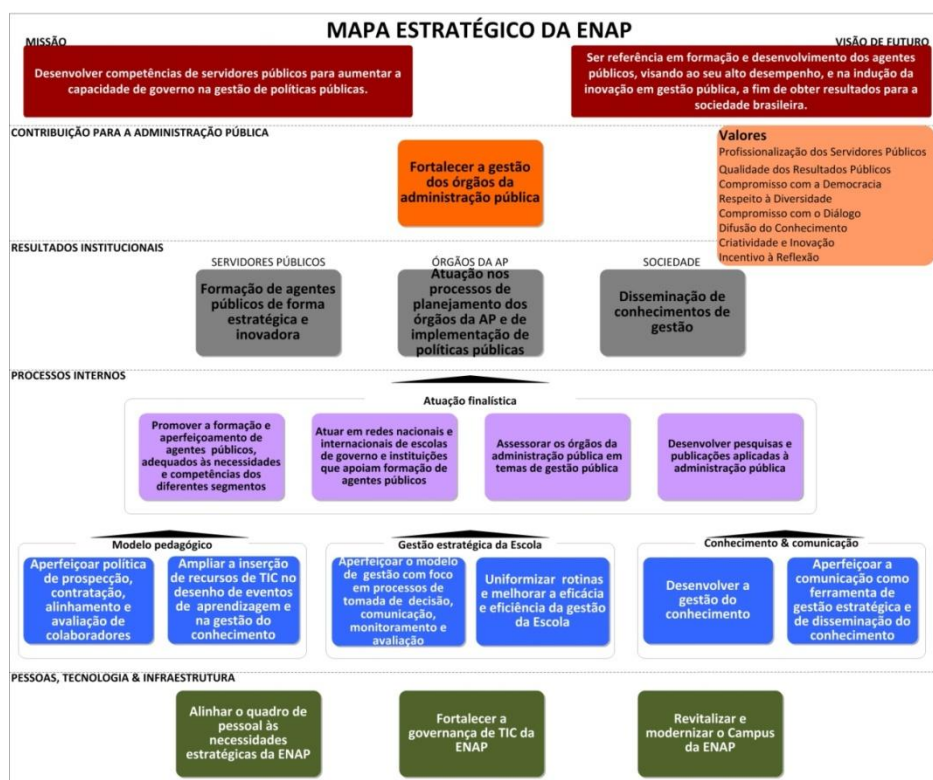 MAPA ESTRATÉGICO DA ENAP
MISSÃO
VISÃO DE FUTURO
Desenvolver competências de servidores públicos para aumentar a
capacidade de governo na gestão de políticas públicas.
Ser referência em formação e desenvolvimento dos agentes
públicos, visando ao seu alto desempenho, e na indução da
inovação em gestão pública, a fim de obter resultados para a
sociedade brasileira.
CONTRIBUIÇÃO PARA A ADMINISTRAÇÃO PÚBLICA
Fortalecer a gestão
dos órgãos da
administração pública
Valores
Profissionalização dos Servidores Públicos
Qualidade dos Resultados Públicos
Compromisso com a Democracia
Respeito à Diversidade
Compromisso com o Diálogo
Difusão do Conhecimento
Criatividade e Inovação
Incentivo à Reflexão
RESULTADOS INSTITUCIONAIS
SERVIDORES PÚBLICOS
Formação de agentes
públicos de forma
estratégica e
inovadora
ÓRGÃOS DA AP
Atuação nos
processos de
planejamento dos
órgãos da AP e de
implementação de
políticas públicas
SOCIEDADE
Disseminação de
conhecimentos de
gestão
PROCESSOS INTERNOS
Atuação finalística
Promover a formação e
aperfeiçoamento de
agentes públicos,
adequados às necessidades
e competências dos
diferentes segmentos
Atuar em redes nacionais e
internacionais de escolas
de governo e instituições
que apoiam formação de
agentes públicos
Assessorar os órgãos da
administração pública em
temas de gestão pública
Desenvolver pesquisas e
publicações aplicadas à
administração pública
Modelo pedagógico
Aperfeiçoar política
de prospecção,
contratação,
alinhamento e
avaliação de
colaboradores
Ampliar a inserção
de recursos de TIC no
desenho de eventos
de aprendizagem e
na gestão do
conhecimento
Gestão estratégica da Escola
Aperfeiçoar o modelo
de gestão com foco
em processos de
tomada de decisão,
comunicação,
monitoramento e
avaliação
Uniformizar rotinas
e melhorar a eficácia
e eficiência da gestão
da Escola
Conhecimento & comunicação
Desenvolver a
gestão do
conhecimento
Aperfeiçoar a
comunicação como
ferramenta de
gestão estratégica e
de disseminação do
conhecimento
PESSOAS, TECNOLOGIA & INFRAESTRUTURA
Alinhar o quadro de
pessoal às
necessidades
estratégicas da ENAP
Fortalecer a
governança de TIC da
ENAP
Revitalizar e
modernizar o Campus
da ENAP